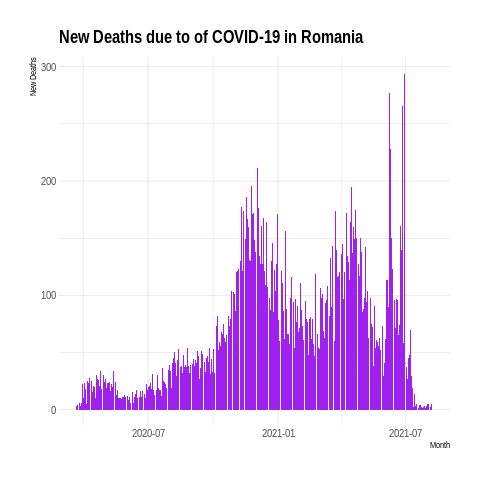 New Deaths due to of COVID-19 in Romania
New Deaths
300
200
100
0
2020-07 2021-01 2021-07
Month